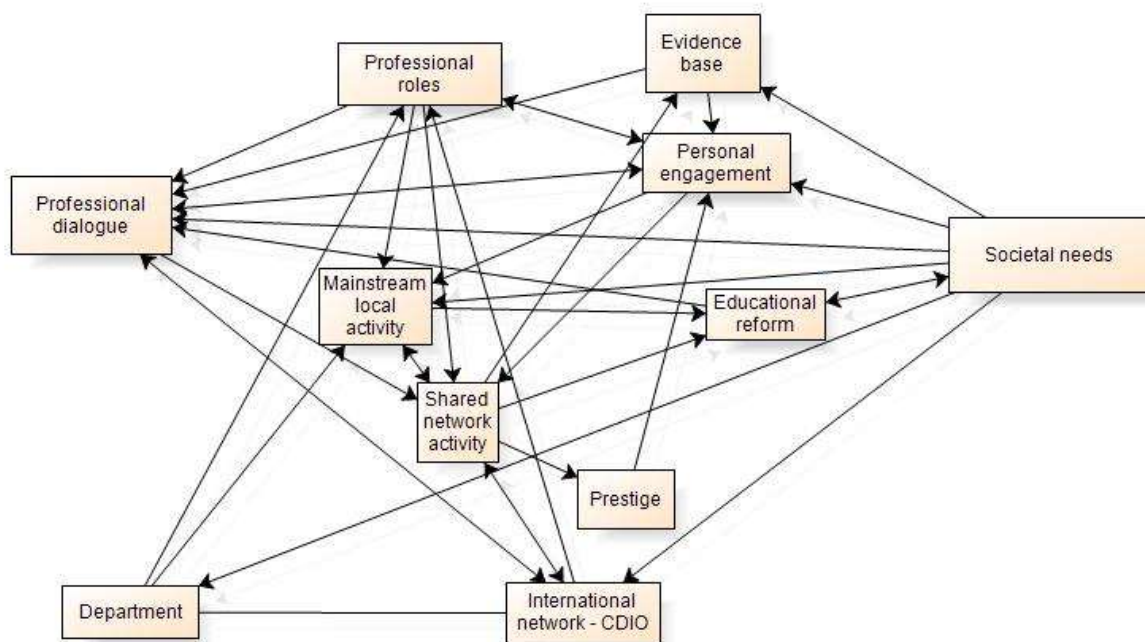 Evidence
base
Professional
roles
Personal
engagement
Professional
dialogue
Societal needs
Mainstream
local
activity
Educational
reform
Shared
network
activity
Prestige
Department
International
network - CDIO